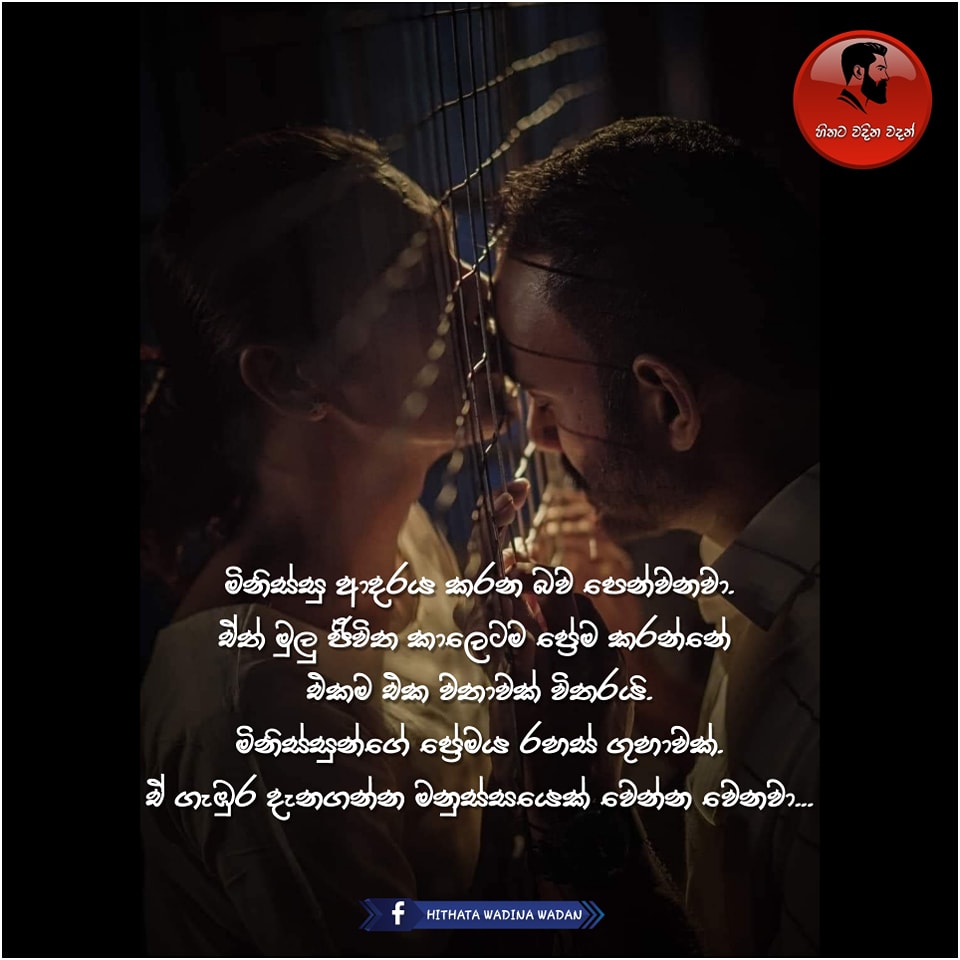 හිතට වදින වදන්
මිනිස්සු ආදරය කරන බව පෙන්වනවා.
ඒත් මුලු ජීවිත කාලෙටම ප්‍රේම කරන්නේ
එකම එක වතාවක් විතරයි.
මිනිස්සුන්ගේ ප්‍රේමය රහස් ගුහාවක්.
ඒ ගැඹුර දැනගන්න මනුස්සයෙක් වෙන්න වෙනවා...
f HITHATA WADINA WADAN